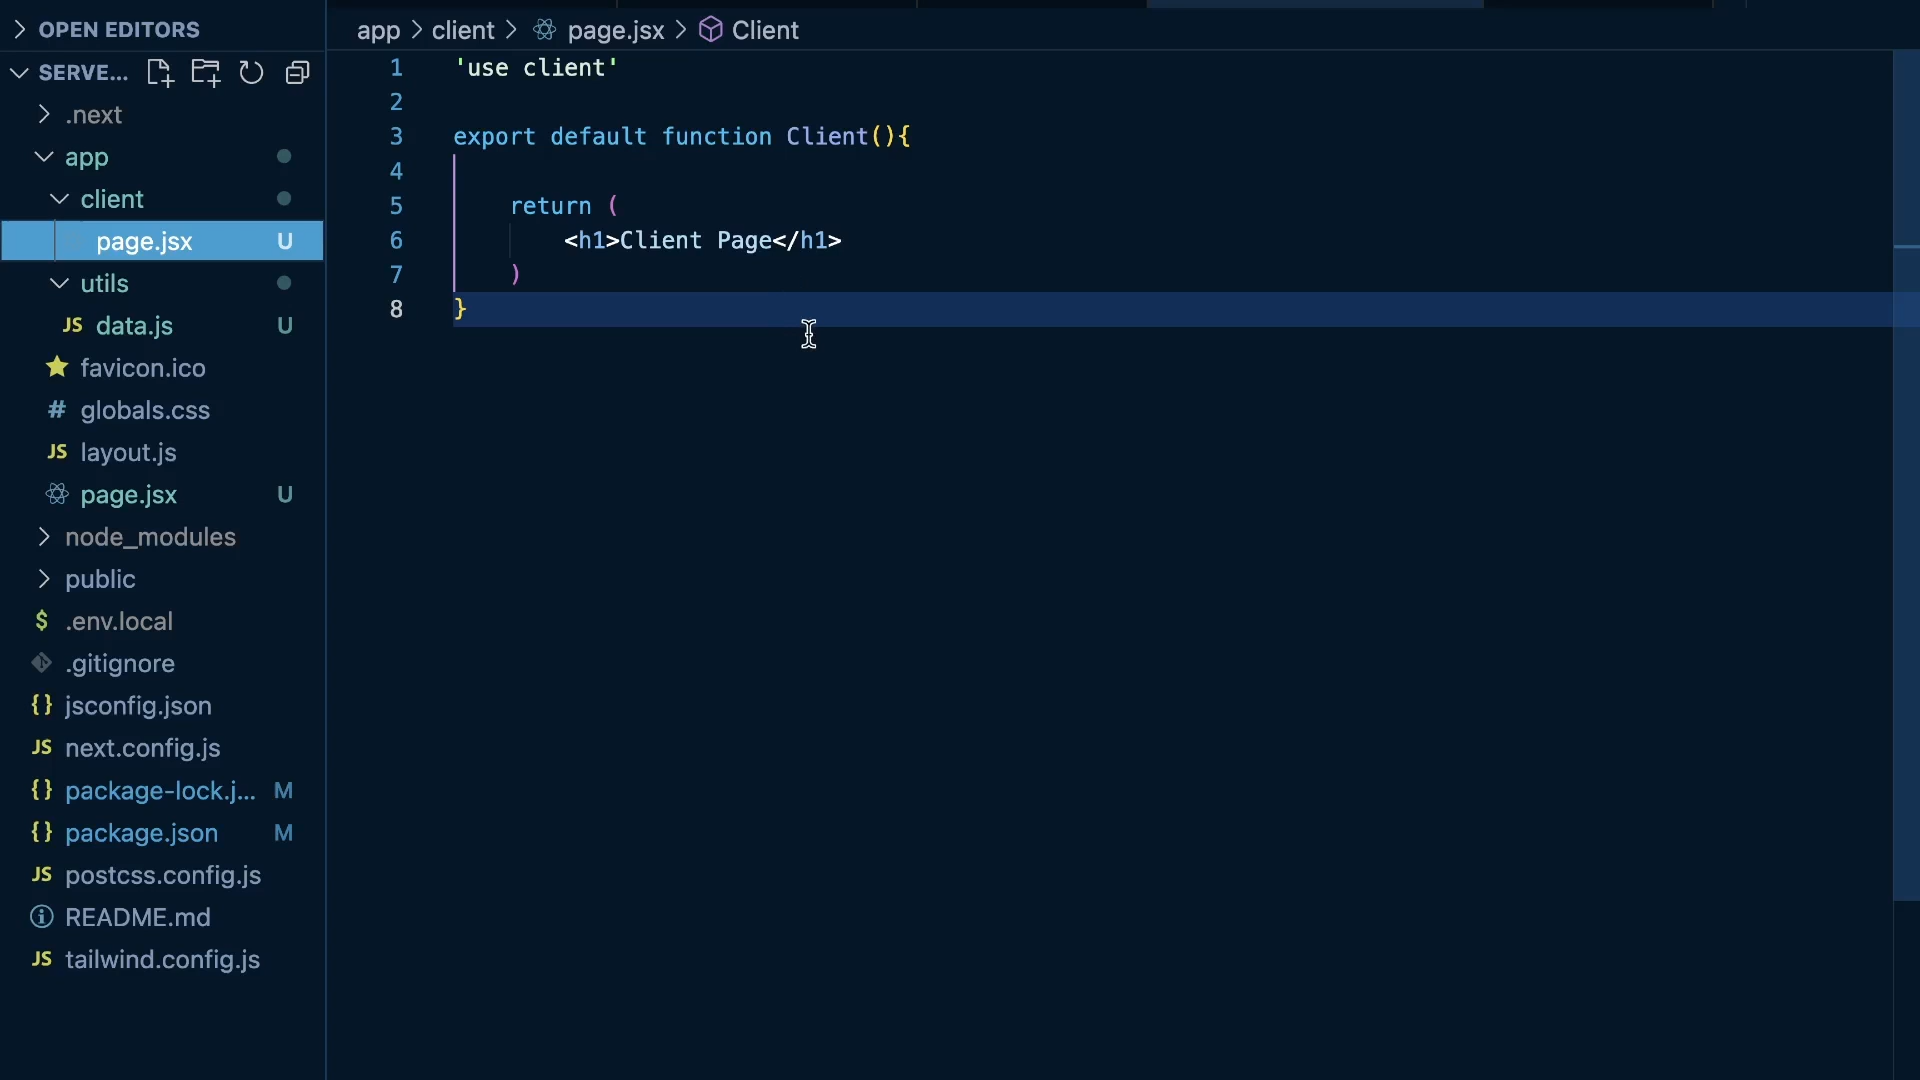 OPEN EDITORS
SERVE...
.next
app
client
page.jsx U
utils
JS data.js U
favicon.ico
# globals.css
JS layout.js
page.jsx U
node_modules
public
$ .env.local
.gitignore
{} jsconfig.json
JS next.config.js
{} package-lock.j... M
{} package.json M
JS postcss.config.js
README.md
JS tailwind.config.js
app > client > page.jsx > Client
1 'use client'
2
3 export default function Client(){
4
5 return (
6 <h1>Client Page</h1>
7 )
8 }